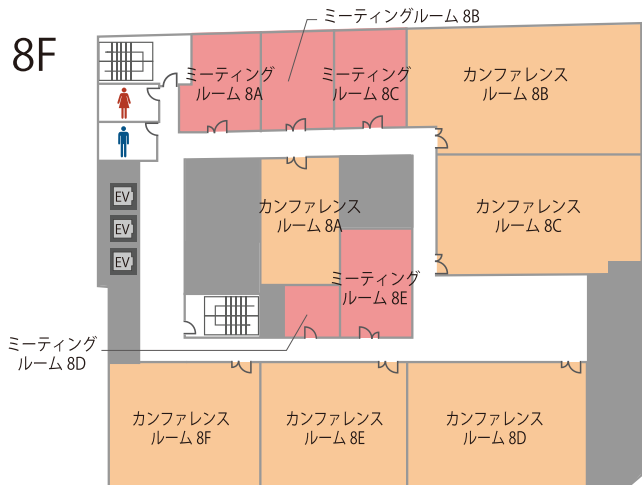 8F
ミーティングルーム 8B
ミーティング
ルーム 8A
ミーティング
ルーム 8C
カンファレンス
ルーム 8B
EV
EV
EV
カンファレンス
ルーム 8A
カンファレンス
ルーム 8C
ミーティング
ルーム 8E
ミーティング
ルーム 8D
カンファレンス
ルーム 8F
カンファレンス
ルーム 8E
カンファレンス
ルーム 8D